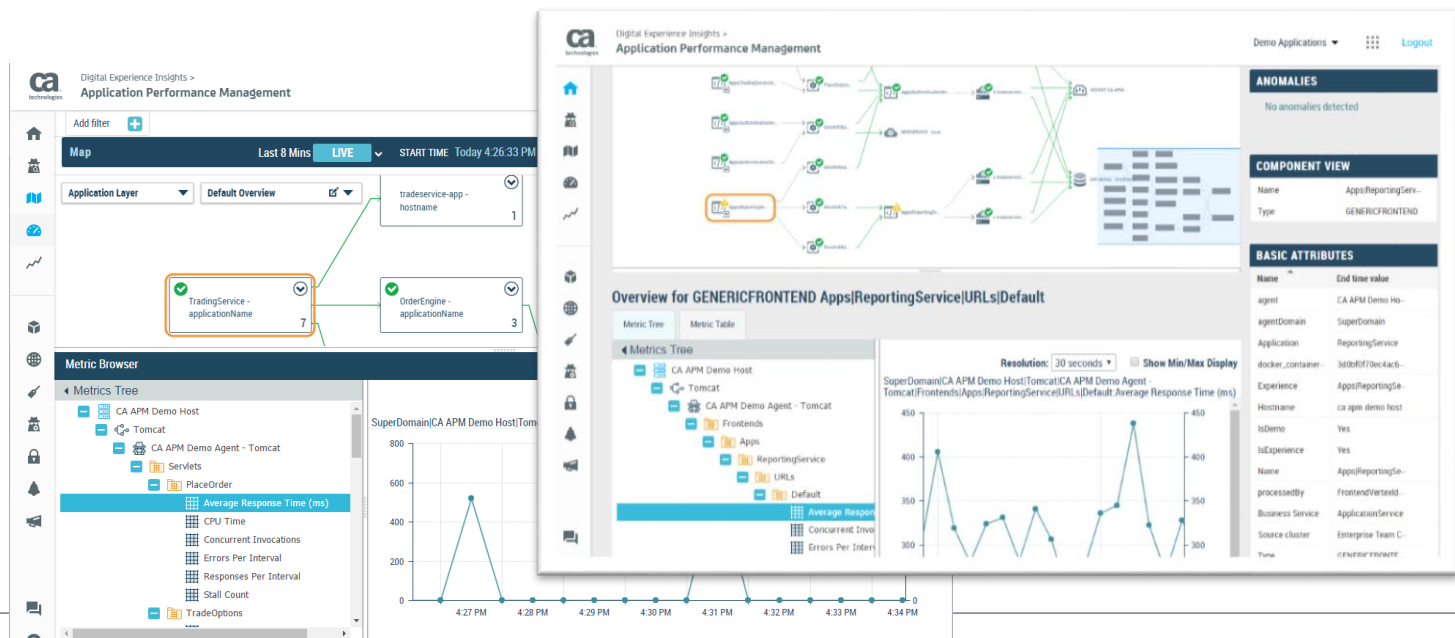 ca
technologies
Digital Experience Insights >
Application Performance Management
Add filter
Map
Last 8 Mins
LIVE
START TIME Today 4:26:33 PM
Application Layer
Default Overview
tradeservice-app -
hostname
1
TradingService -
applicationName
7
OrderEngine -
applicationName
3
Metric Browser
Metrics Tree
CA APM Demo Host
Tomcat
CA APM Demo Agent - Tomcat
Servlets
PlaceOrder
Average Response Time (ms)
CPU Time
Concurrent Invocations
Errors Per Interval
Responses Per Interval
Stall Count
TradeOptions
SuperDomain|CA APM Demo Host|Tom
800
600
400
200
0
0
4:27 PM 4:28 PM 4:29 PM 4:30 PM 4:31 PM 4:32 PM 4:33 PM 4:34 PM
ca
technologies
Digital Experience Insights >
Application Performance Management
Demo Applications
Logout
ANOMALIES
No anomalies detected
COMPONENT VIEW
Name Apps|ReportingServ...
Type GENERICFRONTEND
BASIC ATTRIBUTES
Name End time value
agent CA APM Demo Ho...
agentDomain SuperDomain
Application ReportingService
docker_container... 3d0bf0f70ec4ac6...
Experience Apps|ReportingSe...
Hostname ca apm demo host
IsDemo Yes
IsExperience Yes
Name Apps|ReportingSe...
processedBy FrontendVertexId...
Business Service ApplicationService
Source cluster Enterprise Team C...
Type GENERICFRONTE...
Overview for GENERICFRONTEND Apps|ReportingService|URLs|Default
Metric Tree
Metric Table
Metrics Tree
CA APM Demo Host
Tomcat
CA APM Demo Agent - Tomcat
Frontends
Apps
ReportingService
URLs
Default
Average Respon
Concurrent Invo
Errors Per Interv
Resolution: 30 seconds
Show Min/Max Display
SuperDomain|CA APM Demo Host|Tomcat|CA APM Demo Agent -
Tomcat|Frontends|Apps|ReportingService|URLs|Default:Average Response Time (ms)
450 450
400 400
350 350
300 300